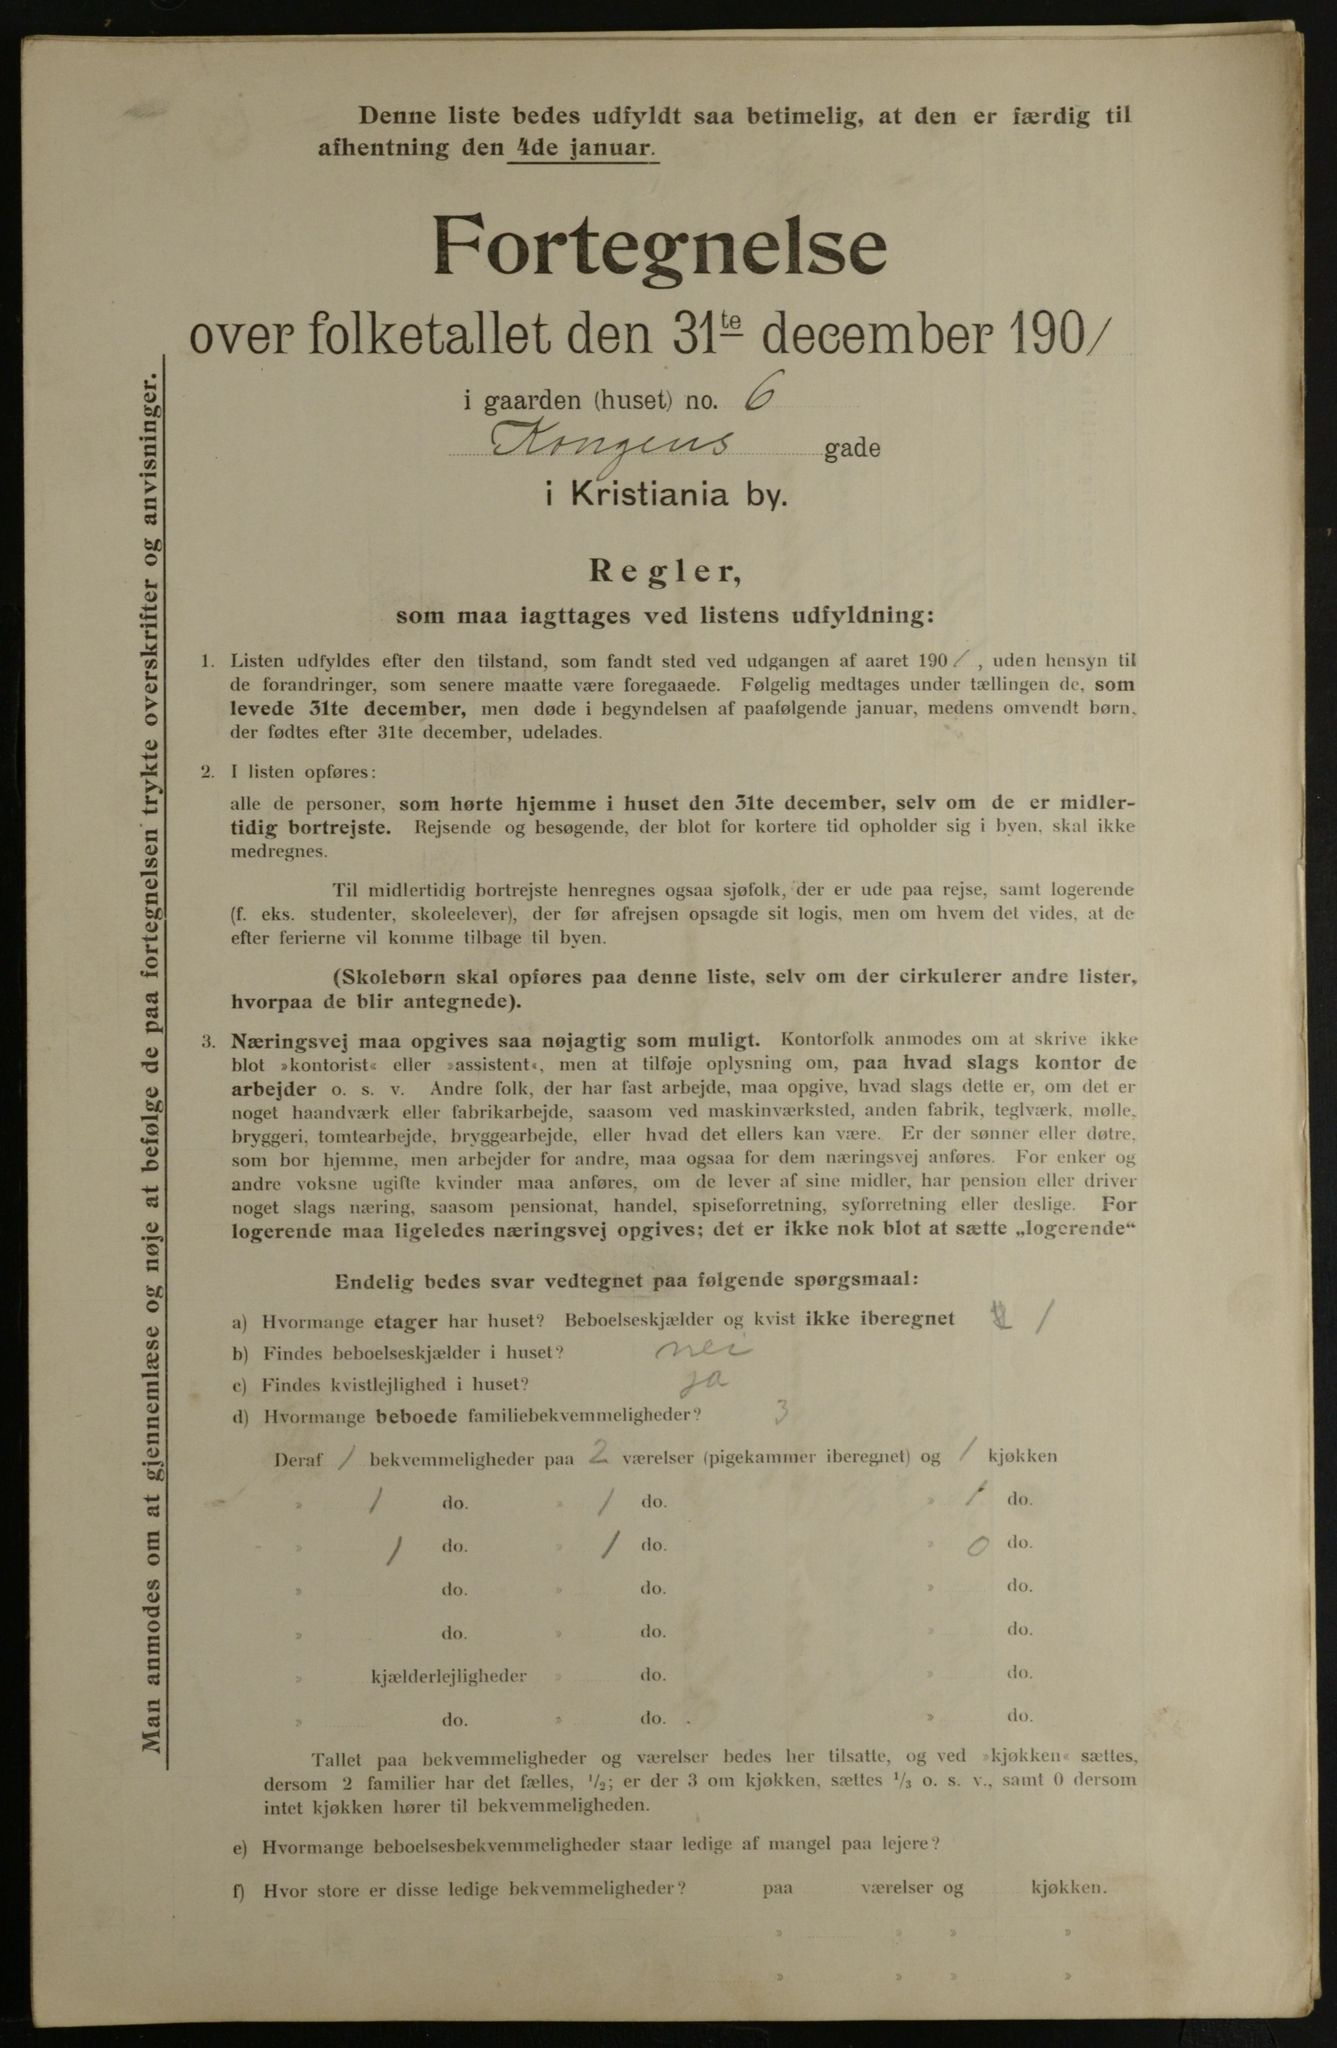 Denne liste bedes udfyldt saa betimelig, at den er færdig til
afhentning den 4de januar.
Fortegnelse
over folketallet den 31te december 190/
i gaarden (huset) no. 6
Kongens gade
i Kristiania by.
Regler,
som maa iagttages ved listens udfyldning:
1. Listen udfyldes efter den tilstand, som fandt sted ved udgangen af aaret 190/, uden hensyn til
de forandringer, som senere maatte være foregaaede. Følgelig medtages under tællingen de, som
levede 31te december, men døde i begyndelsen af paafølgende januar, medens omvendt børn,
der fødtes efter 31te december, udelades.
2. I listen opføres:
alle de personer, som hørte hjemme i huset den 31te december, selv om de er midler-
tidig bortrejste. Rejsende og besøgende, der blot for kortere tid opholder sig i byen, skal ikke
medregnes.
Til midlertidig bortrejste henregnes ogsaa sjøfolk, der er ude paa rejse, samt logerende
(f. eks. studenter, skoleelever), der før afrejsen opsagde sit logis, men om hvem det vides, at de
efter ferierne vil komme tilbage til byen.
(Skolebørn skal opføres paa denne liste, selv om der cirkulerer andre lister,
hvorpaa de blir antegnede).
3. Næringsvej maa opgives saa nøjagtig som muligt. Kontorfolk anmodes om at skrive ikke
blot »kontorist« eller »assistent«, men at tilføje oplysning om, paa hvad slags kontor de
arbejder o. s. v. Andre folk, der har fast arbejde, maa opgive, hvad slags dette er, om det er
noget haandværk eller fabrikarbejde, saasom ved maskinværksted, anden fabrik, teglværk, mølle,
bryggeri, tomtearbejde, bryggearbejde, eller hvad det ellers kan være. Er der sønner eller døtre,
som bor hjemme, men arbejder for andre, maa ogsaa for dem næringsvej anføres. For enker og
andre voksne ugifte kvinder maa anføres, om de lever af sine midler, har pension eller driver
noget slags næring, saasom pensionat, handel, spiseforretning, syforretning eller deslige. For
logerende maa ligeledes næringsvej opgives; det er ikke nok blot at sætte „logerende“
Endelig bedes svar vedtegnet paa følgende spørgsmaal:
a) Hvormange etager har huset? Beboelseskjælder og kvist ikke iberegnet 1
b) Findes beboelseskjælder i huset? nei
c) Findes kvistlejlighed i huset? ja
d) Hvormange beboede familiebekvemmeligheder? 3
Deraf 1 bekvemmeligheder paa 2 værelser (pigekammer iberegnet) og 1 kjøkken
» 1 do. » 1 do. » 1 do.
» 1 do. » 1 do. » 0 do.
» do. » do. » do.
» do. » do. » do.
» kjælderlejligheder » do. » do.
» do. » do. » do.
Tallet paa bekvemmeligheder og værelser bedes her tilsatte, og ved »kjøkken« sættes,
dersom 2 familier har det fælles, 1/2; er der 3 om kjøkken, sættes 1/3 o. s. v., samt 0 dersom
intet kjøkken hører til bekvemmeligheden.
e) Hvormange beboelsesbekvemmeligheder staar ledige af mangel paa lejere?
f) Hvor store er disse ledige bekvemmeligheder? paa værelser og kjøkken.
» » » »
» » » »
Man anmodes om at gjennemlæse og nøje at befølge de paa fortegnelsen trykte overskrifter og anvisninger.